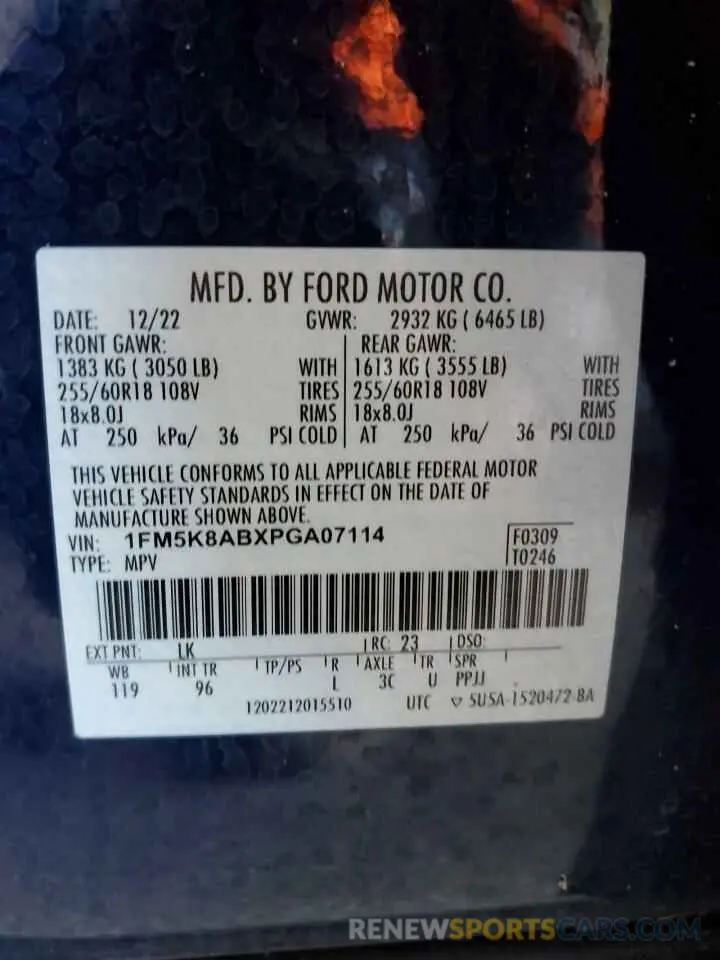 MFD. BY FORD MOTOR CO.
DATE: 12/22 GVWR: 2932 KG ( 6465 LB)
FRONT GAWR: REAR GAWR:
1383 KG ( 3050 LB) WITH 1613 KG ( 3555 LB) WITH
255/60R18 108V TIRES 255/60R18 108V TIRES
18x8.0J RIMS 18x8.0J RIMS
AT 250 kPa/ 36 PSI COLD AT 250 kPa/ 36 PSI COLD
THIS VEHICLE CONFORMS TO ALL APPLICABLE FEDERAL MOTOR
VEHICLE SAFETY STANDARDS IN EFFECT ON THE DATE OF
MANUFACTURE SHOWN ABOVE.
VIN: 1FM5K8ABXPGA07114 F0309
TYPE: MPV T0246
EXT PNT: LK RC: 23 DSO:
WB INT TR TP/PS R AXLE TR SPR
119 96 L 3C U PPJJ
1202212015510 UTC ▽ SUSA-1520472-BA
RENEWSPORTSCARS.COM